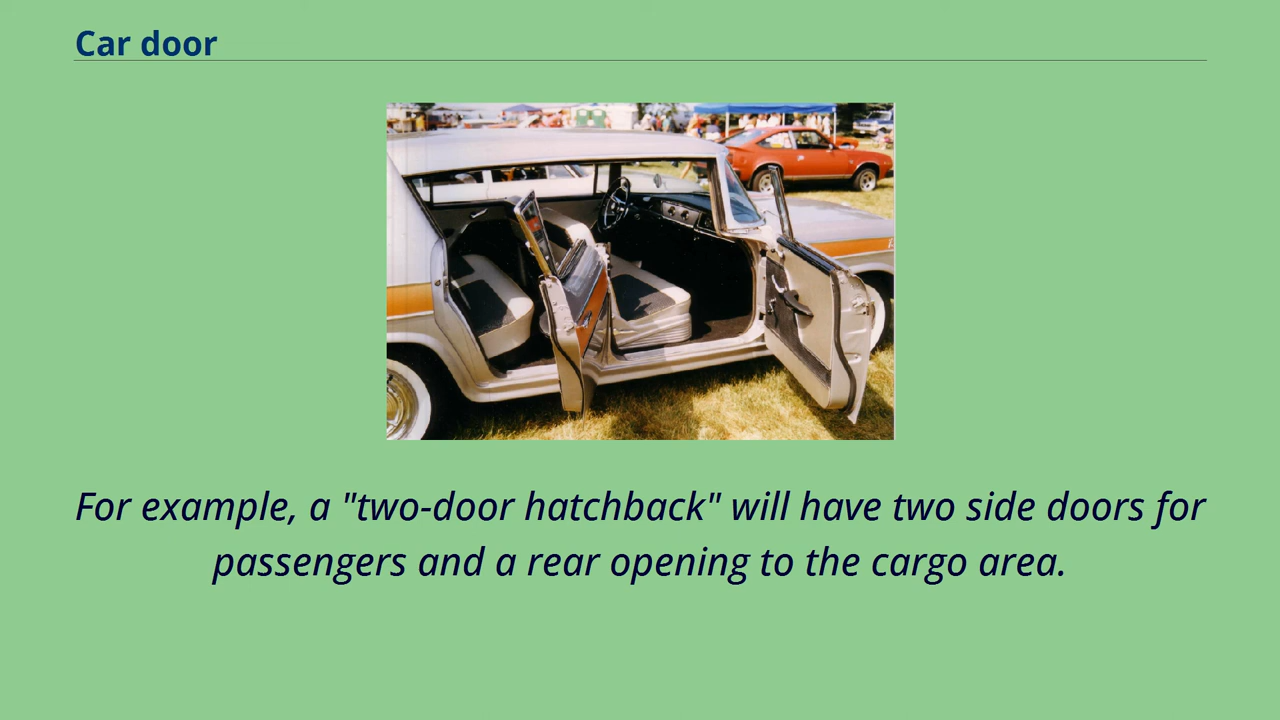 Car door
For example, a "two-door hatchback" will have two side doors for
passengers and a rear opening to the cargo area.